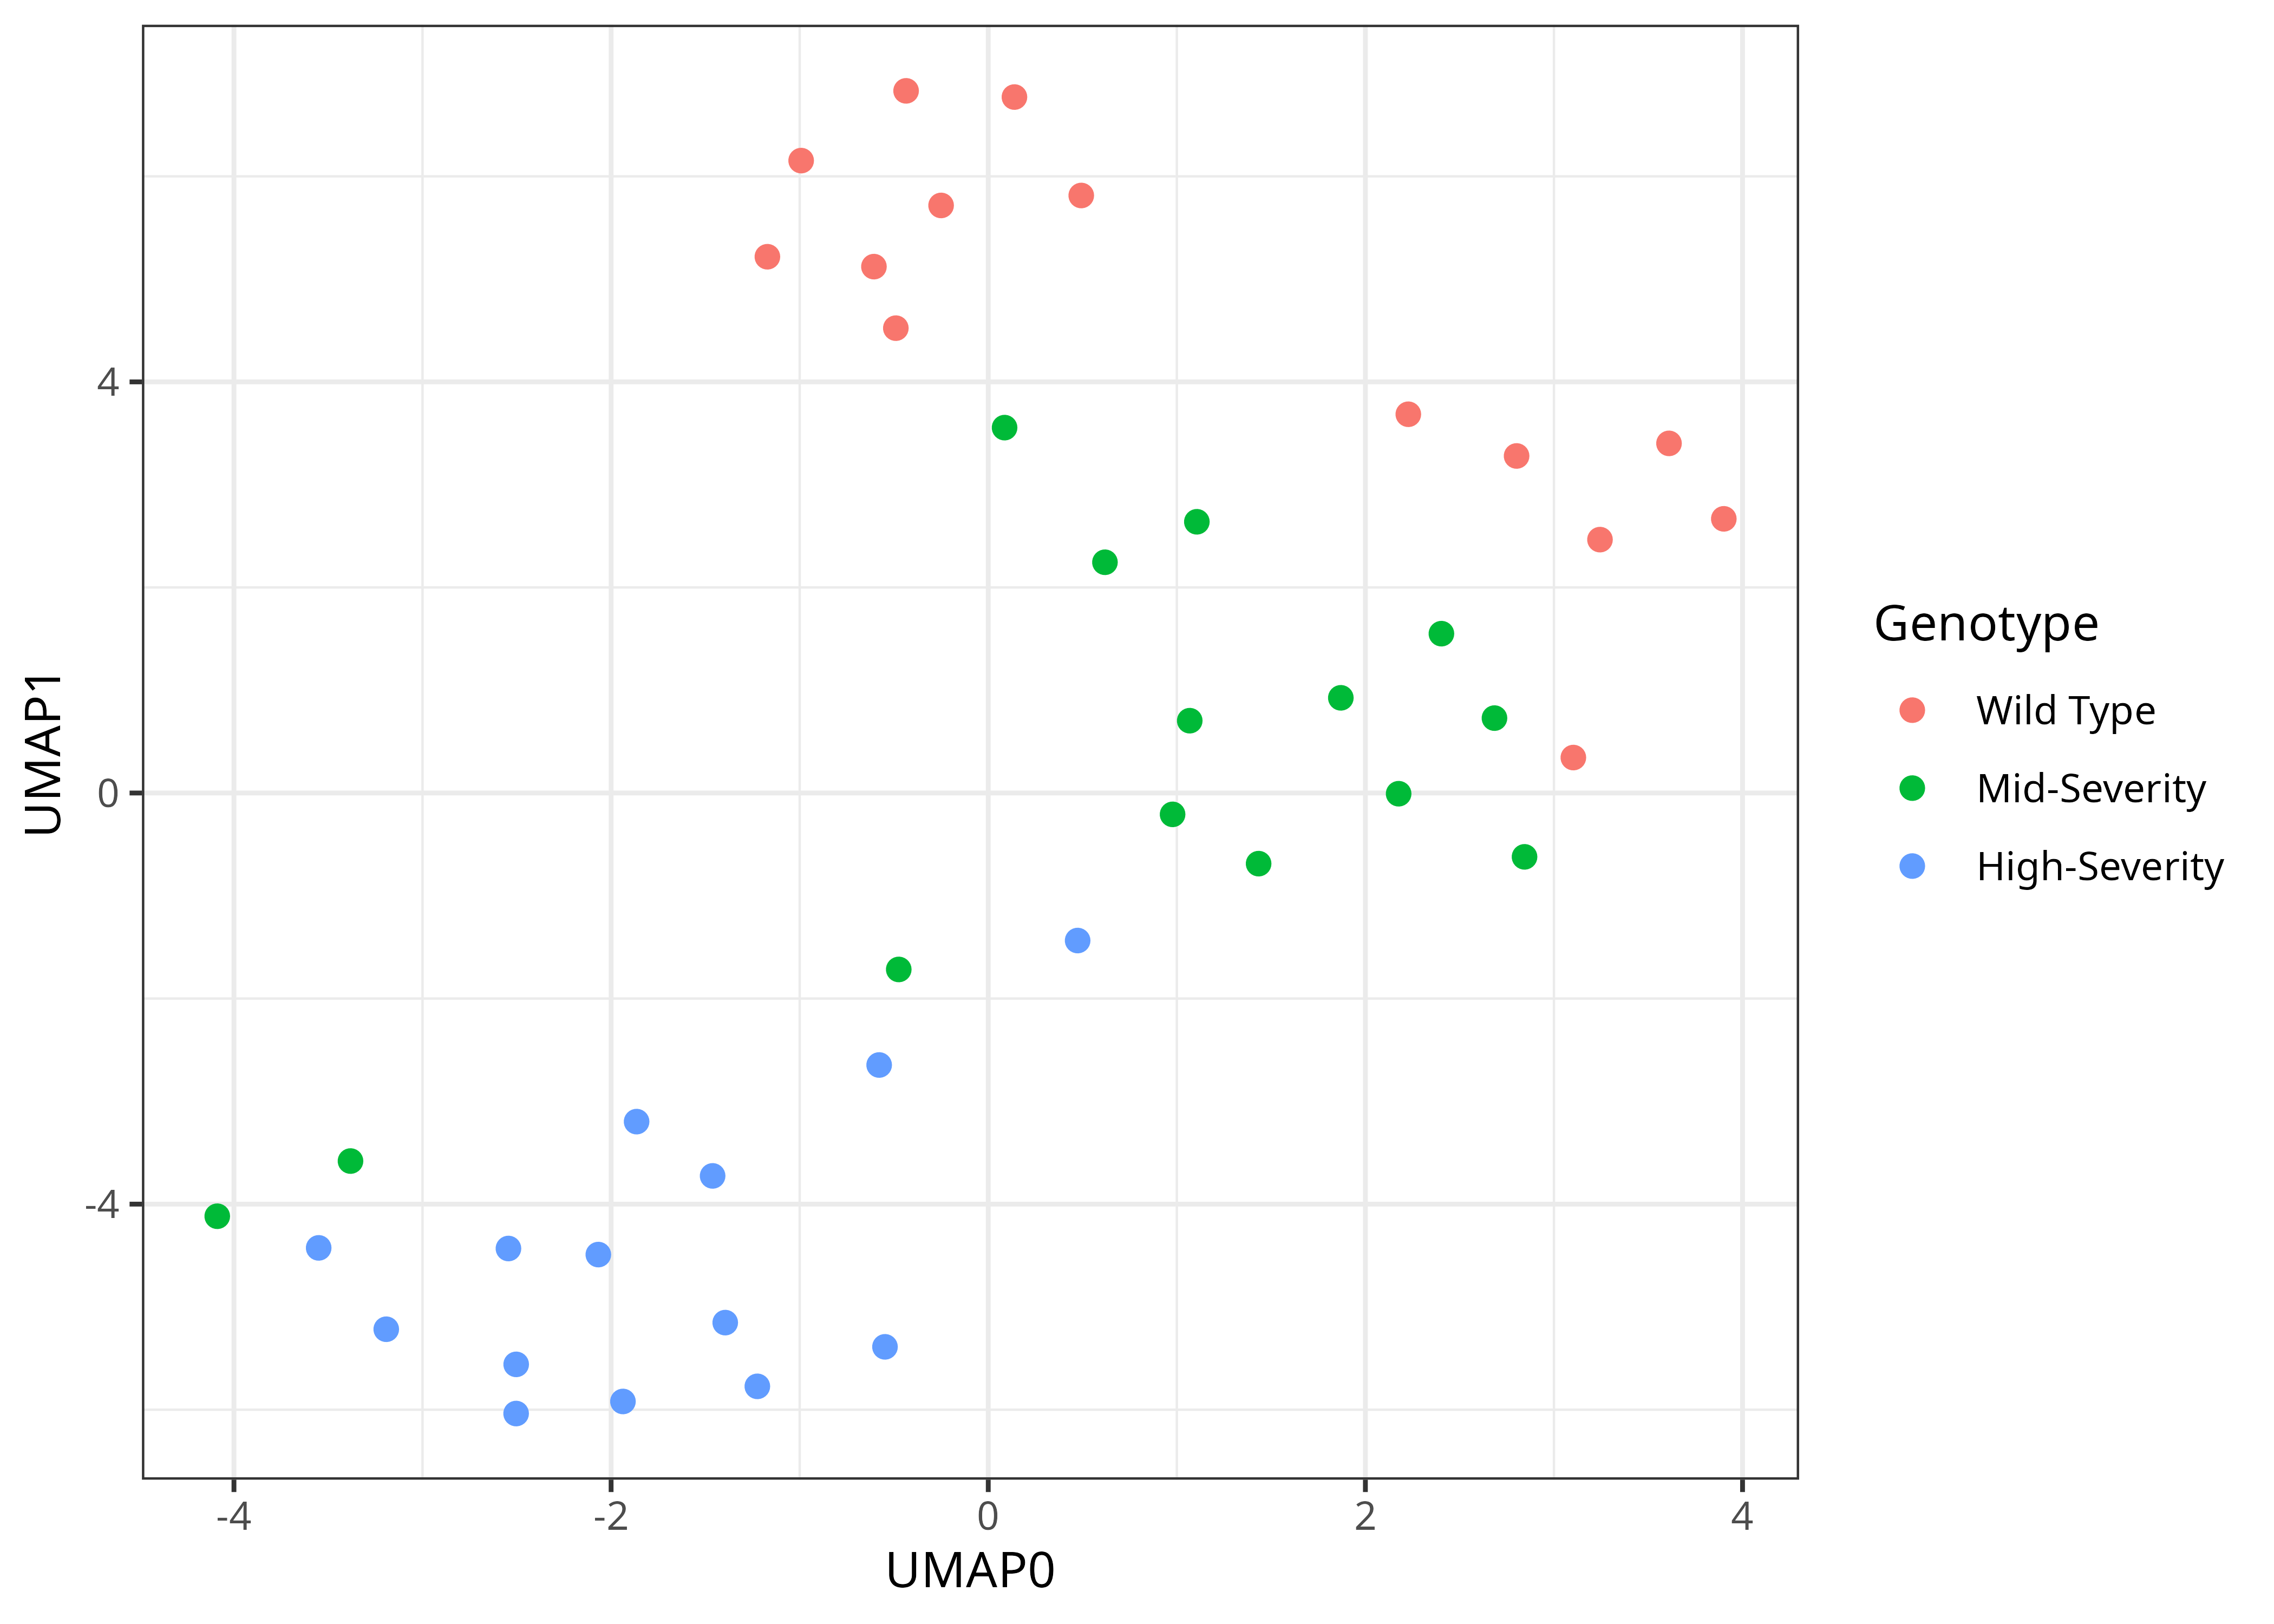 UMAP1
4
0
-4
-4 -2 0 2 4
UMAP0
Genotype
Wild Type
Mid-Severity
High-Severity